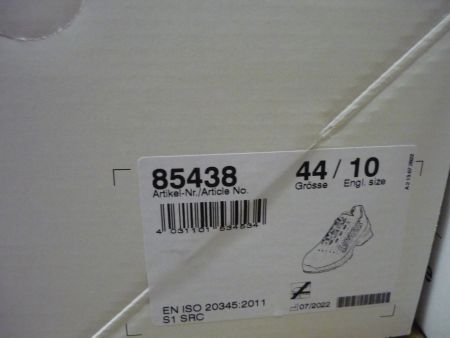 85438
Artikel-Nr./Article No.
44 / 10
Grösse Engl. size
EN ISO 20345:2011
S1 SRC
07/2022